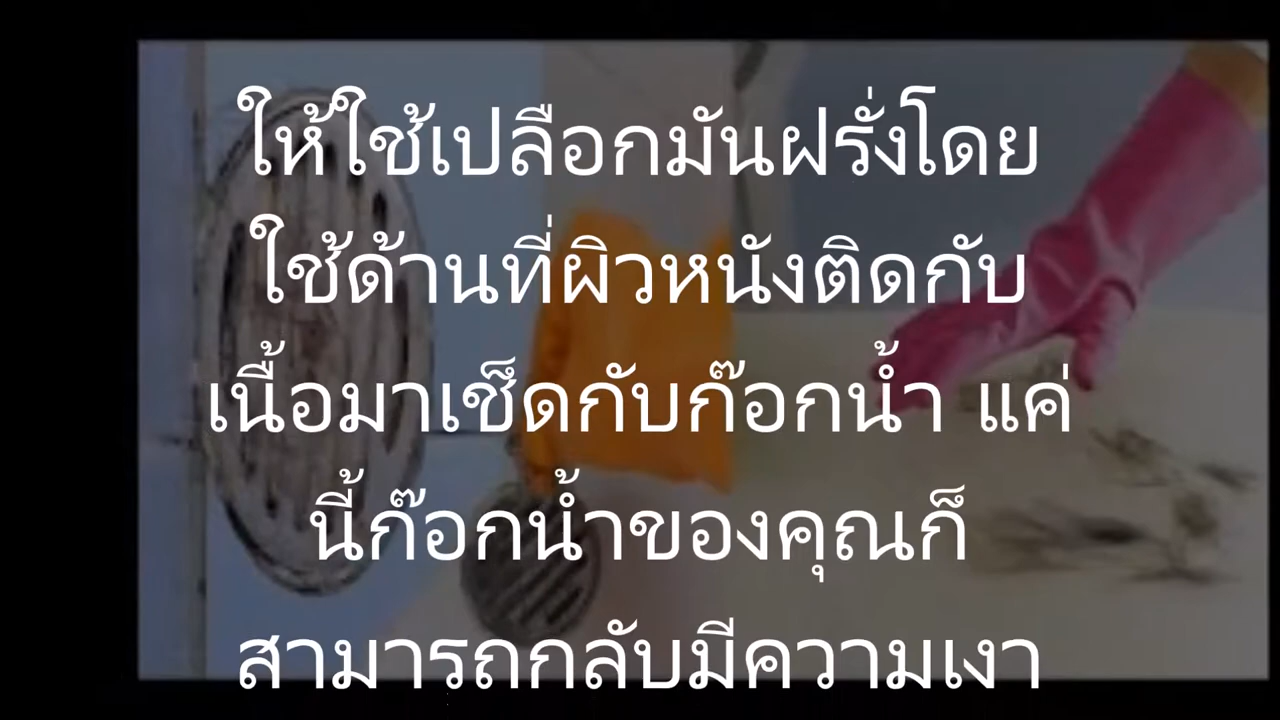 ให้ใช้เปลือกมันฝรั่งโดย
ใช้ด้านที่ผิวหนังติดกับ
เนื้อมาเช็ดกับก๊อกน้ำ แค่
นี้ก๊อกน้ำของคุณก็
สามารถกลับมีความเงา